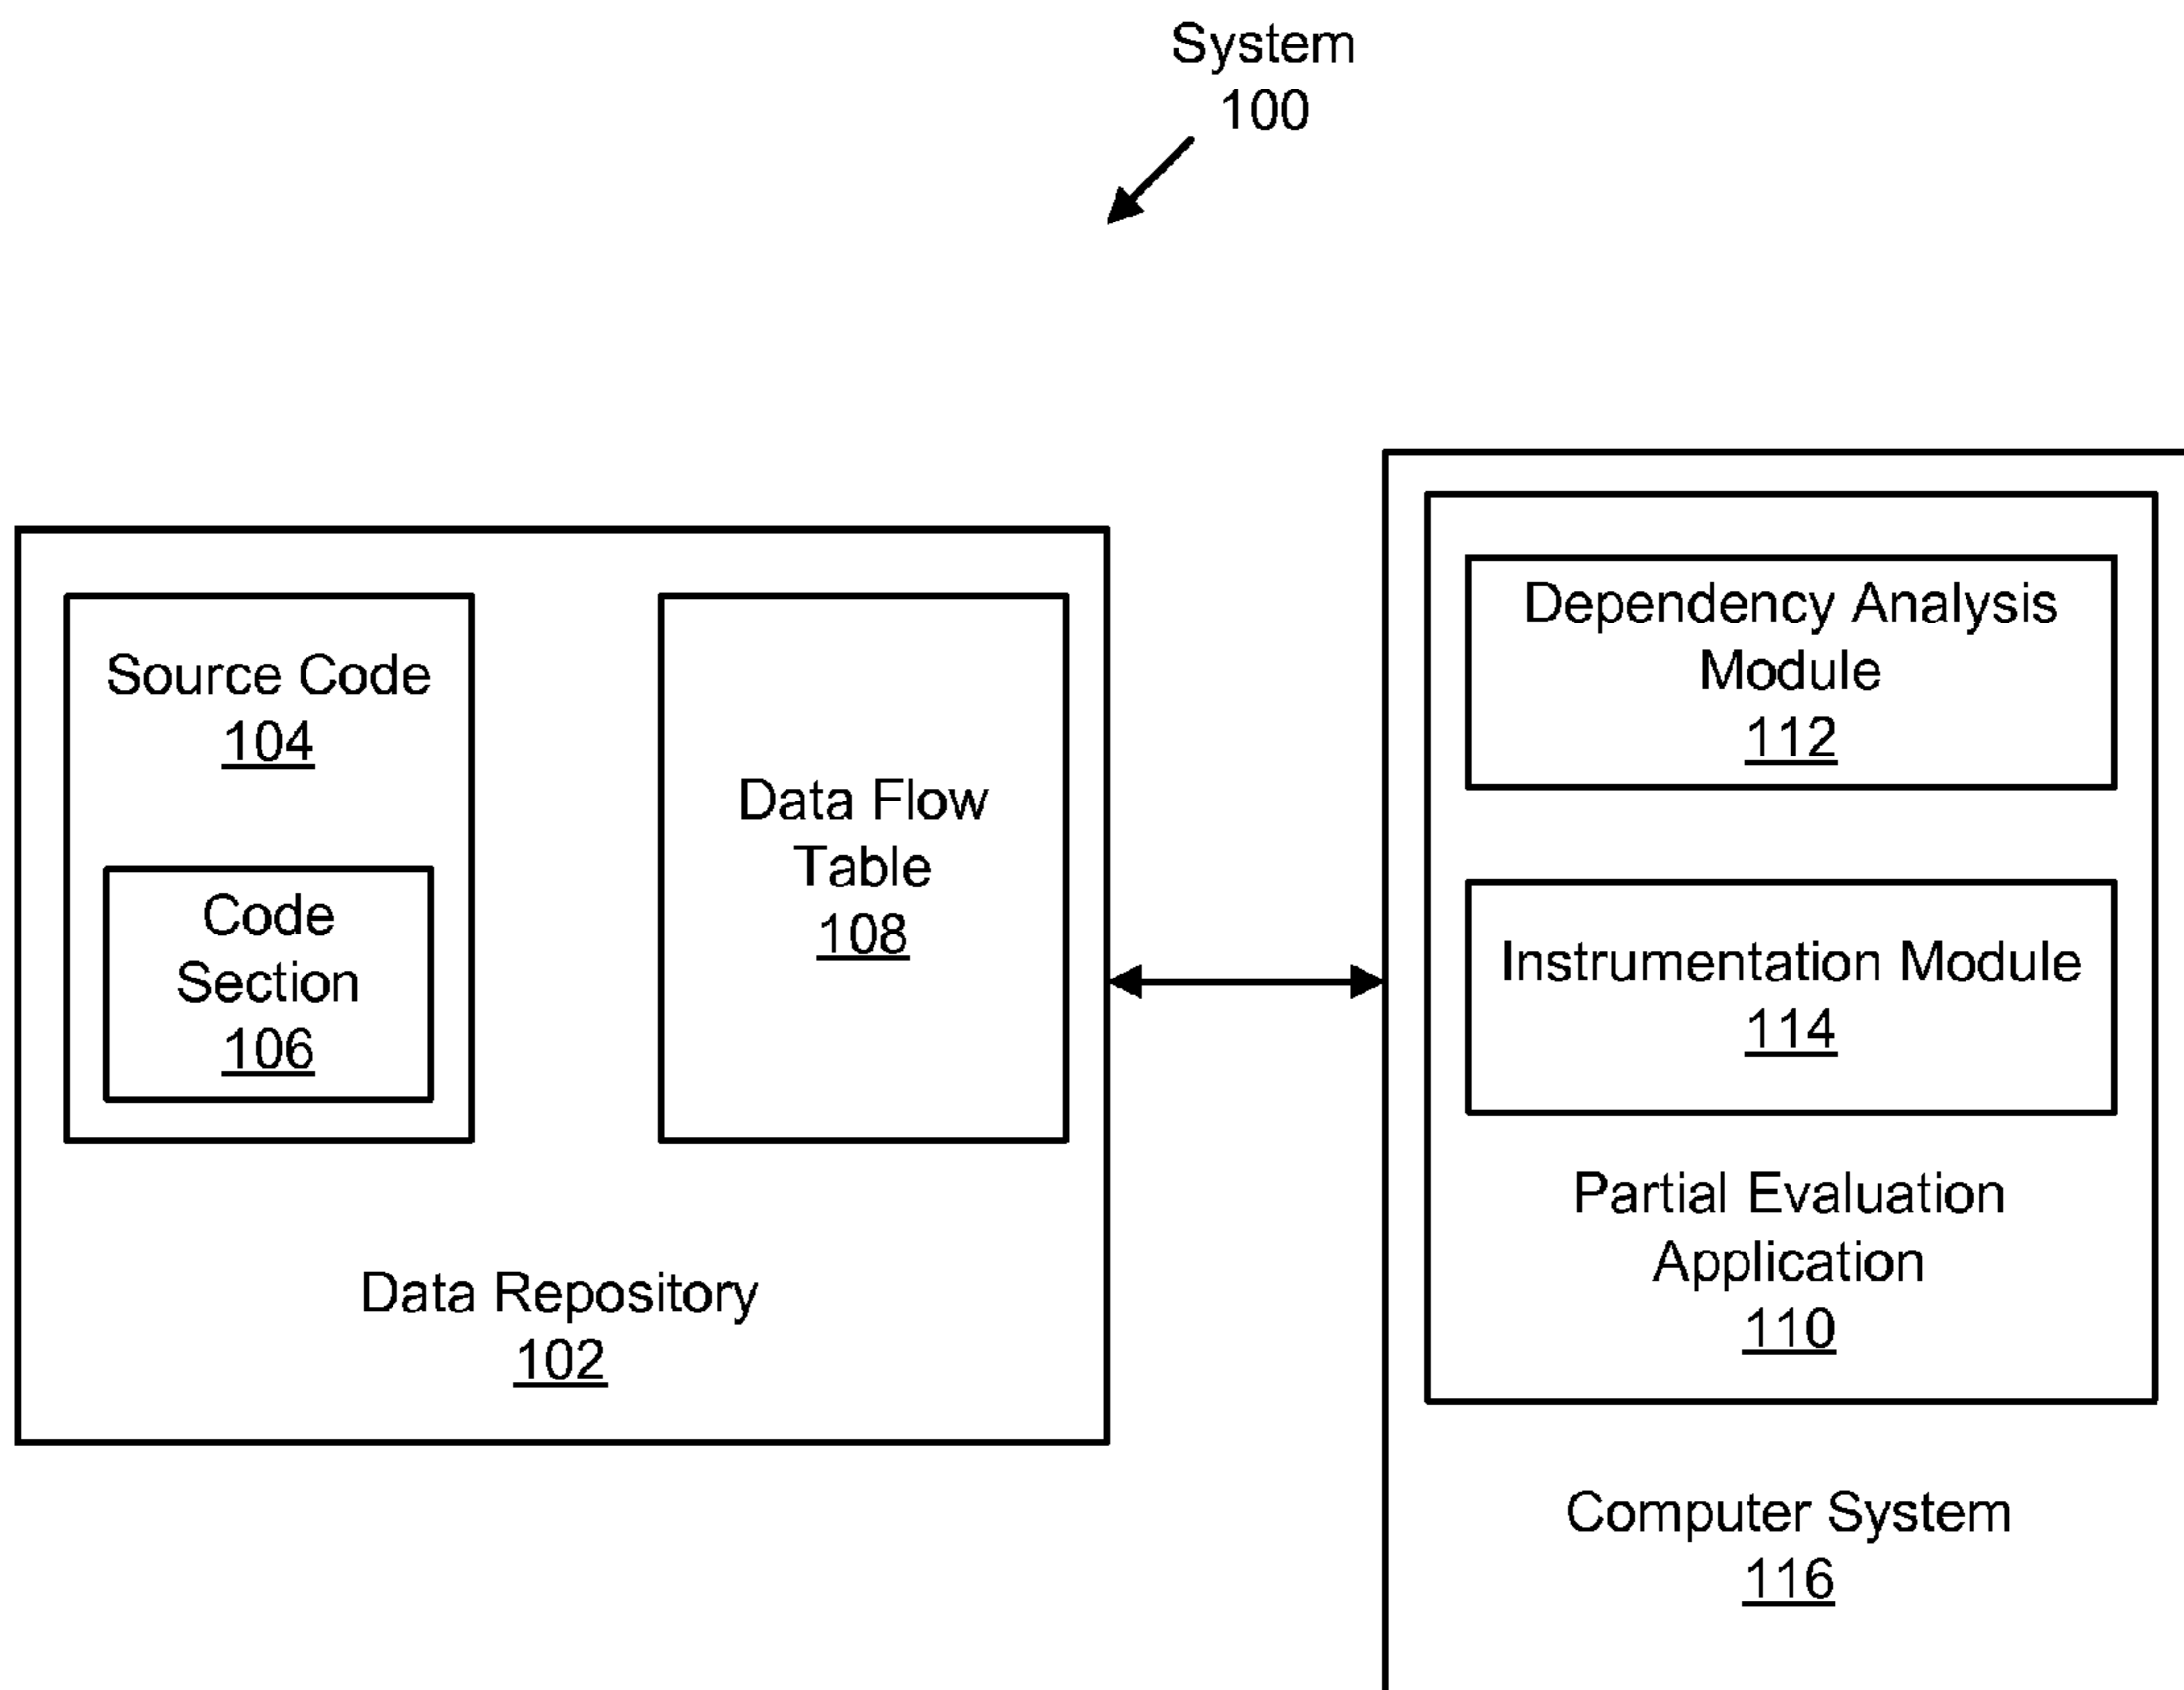 System
100
Source Code
104
Code
Section
106
Data Flow
Table
108
Data Repository
102
Dependency Analysis
Module
112
Instrumentation Module
114
Partial Evaluation
Application
110
Computer System
116